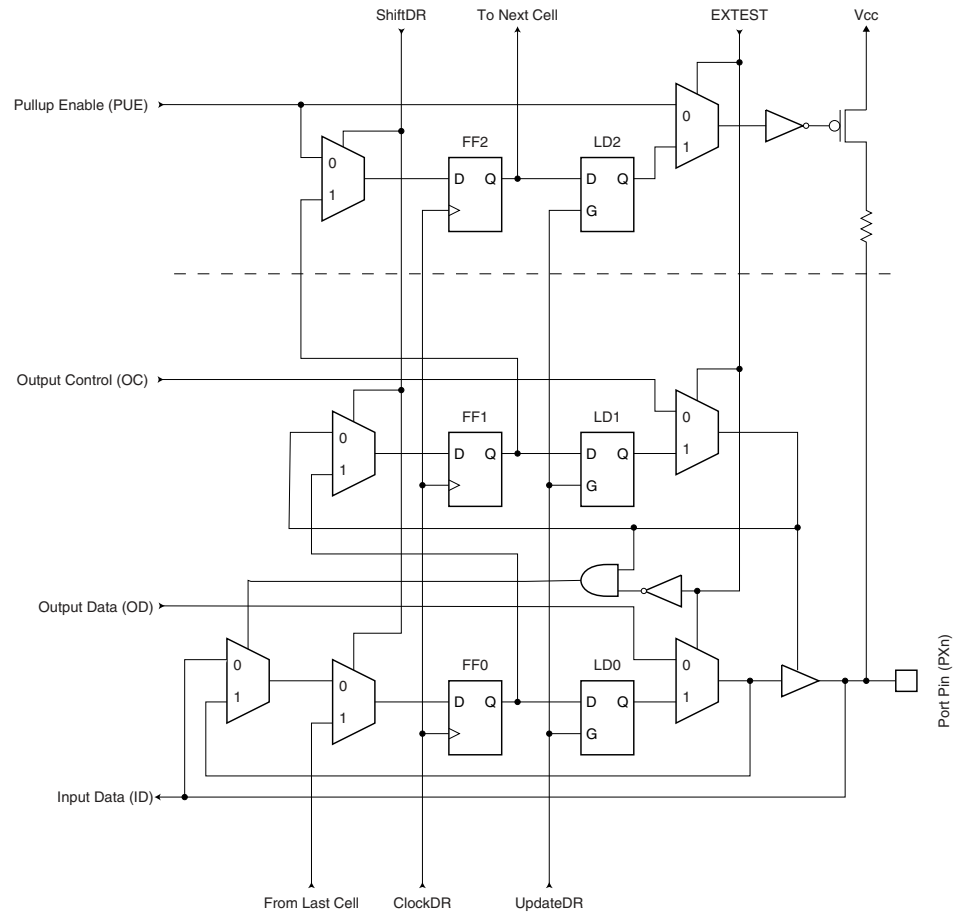 ShiftDR To Next Cell EXTEST Vcc
Pullup Enable (PUE)
0
FF2 LD2
0
1
1
D Q D Q
G
Output Control (OC)
0
FF1 LD1
0
1
1
D Q D Q
G
Output Data (OD)
0
1
0
1
FF0 LD0
D Q D Q
G
0
1
Port Pin (PXn)
Input Data (ID)
From Last Cell ClockDR UpdateDR